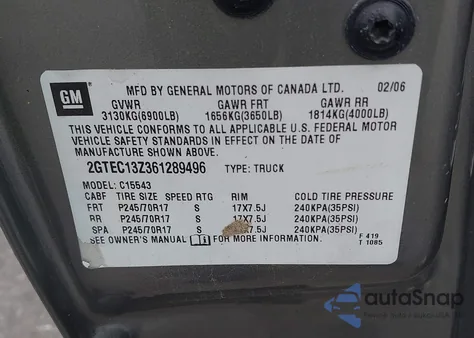 GM
MFD BY GENERAL MOTORS OF CANADA LTD. 02/06
GVWR GAWR FRT GAWR RR
3130KG(6900LB) 1656KG(3650LB) 1814KG(4000LB)
THIS VEHICLE CONFORMS TO ALL APPLICABLE U.S. FEDERAL MOTOR
VEHICLE SAFETY STANDARDS IN EFFECT ON THE DATE OF
MANUFACTURE SHOWN ABOVE.
2GTEC13Z361289496 TYPE: TRUCK
MODEL: C15543
CABF TIRE SIZE SPEED RTG RIM COLD TIRE PRESSURE
FRT P245/70R17 S 17X7.5J 240KPA(35PSI)
RR P245/70R17 S 17X7.5J 240KPA(35PSI)
SPA P245/70R17 S 17X7.5J 240KPA(35PSI)
SEE OWNER'S MANUAL FOR MORE INFORMATION
F 419
T 1085
autoSnap